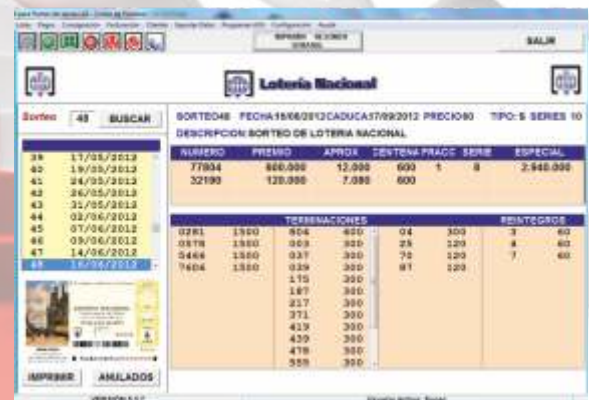 SALIR
Loteria Nacional
Sorteo 48 BUSCAR
SORTEO48 FECHA16/06/2012CADUCA17/09/2012 PRECIO60 TIPO: S SERIES 10
DESCRIPCION SORTEO DE LOTERIA NACIONAL
NUMERO PREMIO APROX CENTENA FRACC SERIE ESPECIAL
77804 600.000 12.000 600 1 8 2.940.000
32190 120.000 7.080 600
39 17/05/2012
40 19/05/2012
41 24/05/2012
42 26/05/2012
43 31/05/2012
44 02/06/2012
45 07/06/2012
46 09/06/2012
47 14/06/2012
48 16/06/2012
TERMINACIONES REINTEGROS
0281 1500 804 600 04 300 3 60
0578 1500 003 300 25 120 4 60
5466 1500 037 300 70 120 7 60
7604 1500 039 300 87 120
175 300
187 300
217 300
371 300
413 300
439 300
478 300
555 300
IMPRIMIR ANULADOS